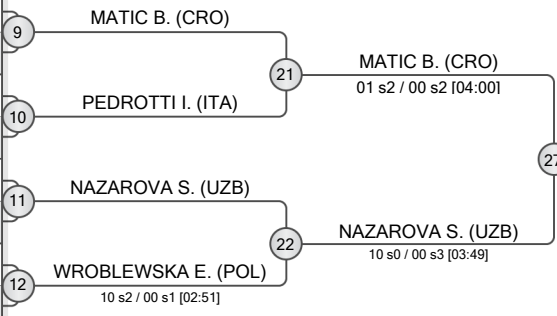 MATIC B. (CRO)
9
21
MATIC B. (CRO)
01 s2 / 00 s2 [04:00]
PEDROTTI I. (ITA)
10
27
NAZAROVA S. (UZB)
11
22
NAZAROVA S. (UZB)
10 s0 / 00 s3 [03:49]
WROBLEWSKA E. (POL)
12
10 s2 / 00 s1 [02:51]